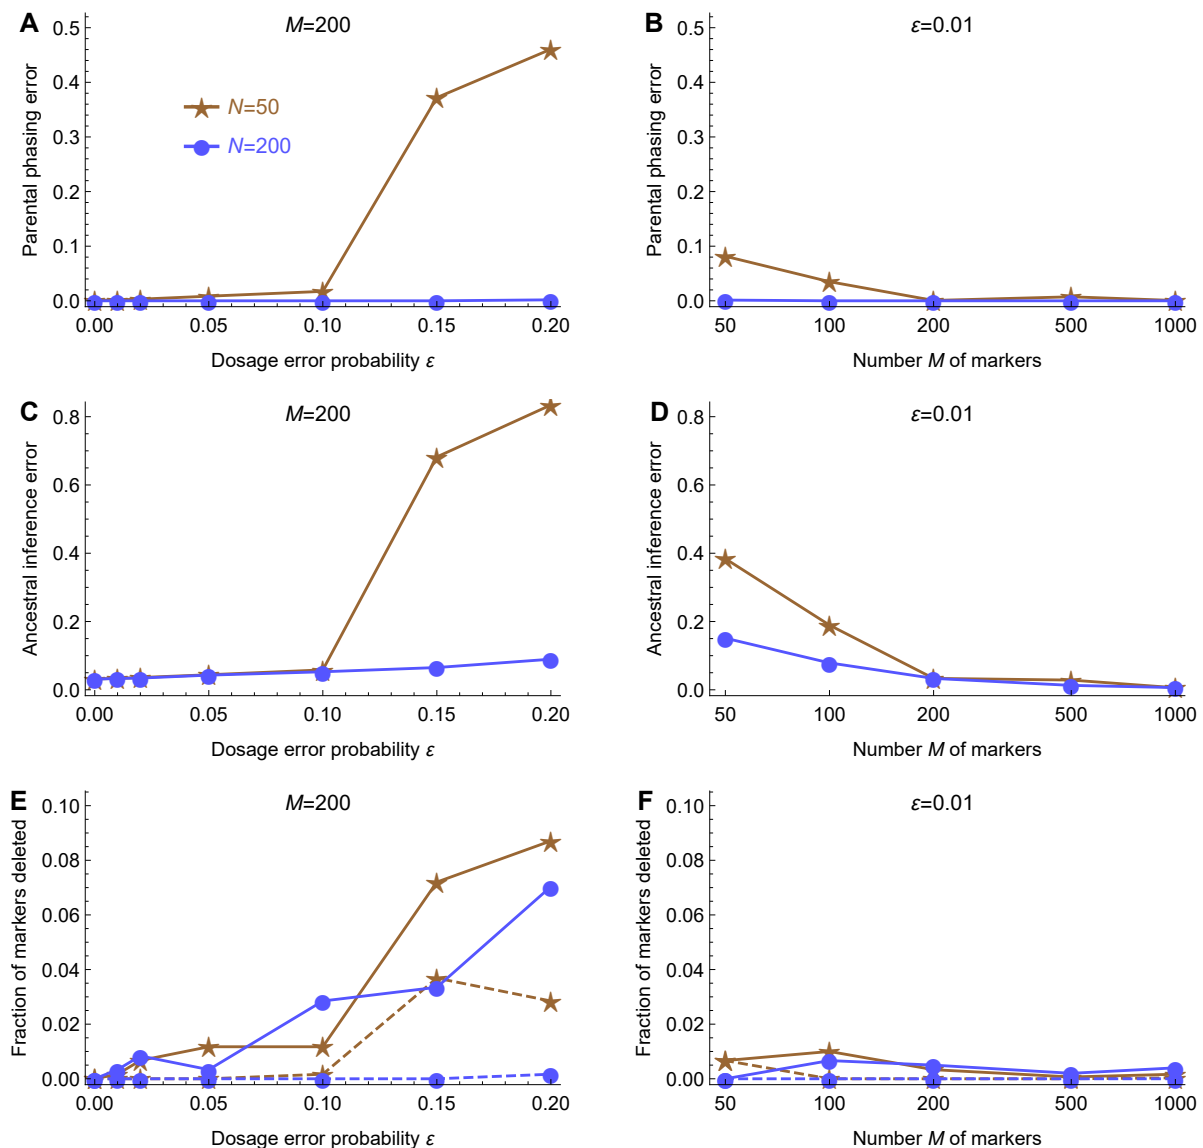 A
M=200
0.5
0.4
0.3
0.2
0.1
0.0
Parental phasing error
N=50
N=200
0.00
0.05
0.10
0.15
0.20
Dosage error probability ε
B
ε=0.01
0.5
0.4
0.3
0.2
0.1
0.0
Parental phasing error
50
100
200
500
1000
Number M of markers
C
M=200
0.8
0.6
0.4
0.2
0.0
Ancestral inference error
0.00
0.05
0.10
0.15
0.20
Dosage error probability ε
D
ε=0.01
0.8
0.6
0.4
0.2
0.0
Ancestral inference error
50
100
200
500
1000
Number M of markers
E
M=200
0.10
0.08
0.06
0.04
0.02
0.00
Fraction of markers deleted
0.00
0.05
0.10
0.15
0.20
Dosage error probability ε
F
ε=0.01
0.10
0.08
0.06
0.04
0.02
0.00
Fraction of markers deleted
50
100
200
500
1000
Number M of markers